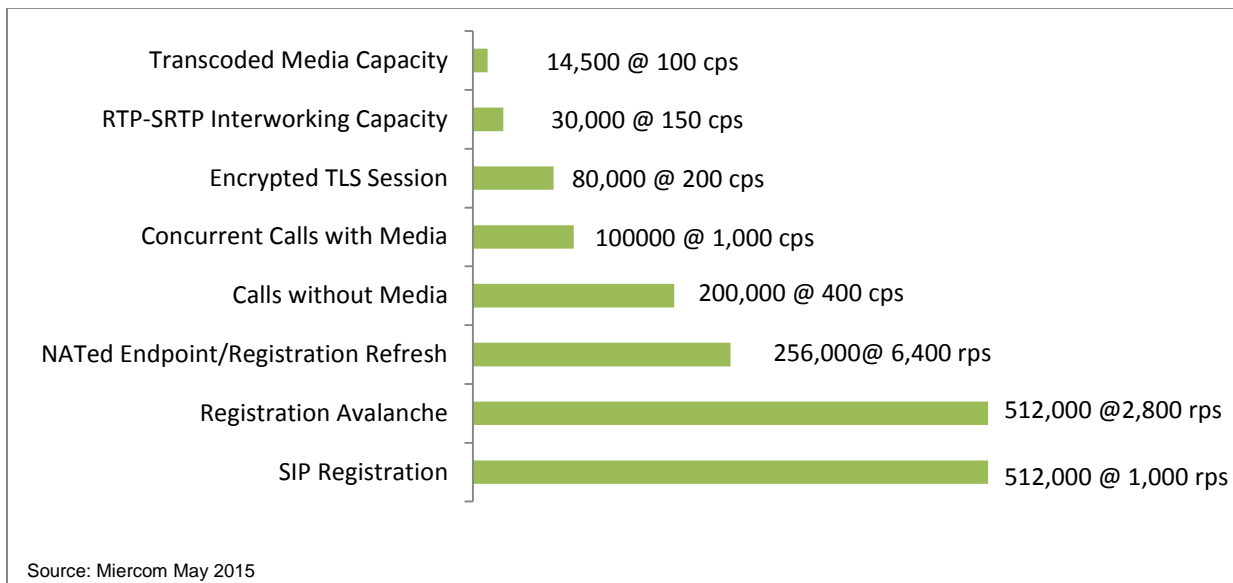 Transcoded Media Capacity 14,500 @ 100 cps
RTP-SRTP Interworking Capacity 30,000 @ 150 cps
Encrypted TLS Session 80,000 @ 200 cps
Concurrent Calls with Media 100000 @ 1,000 cps
Calls without Media 200,000 @ 400 cps
NATed Endpoint/Registration Refresh 256,000@ 6,400 rps
Registration Avalanche 512,000 @2,800 rps
SIP Registration 512,000 @ 1,000 rps
Source: Miercom May 2015